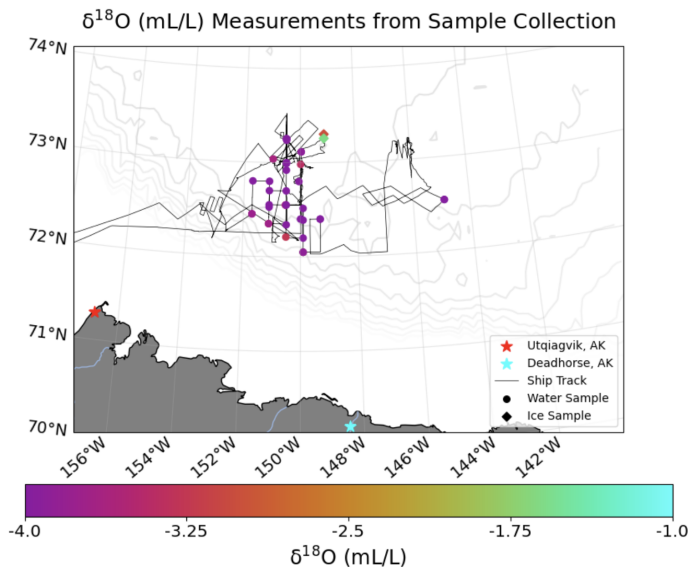 δ¹⁸O (mL/L) Measurements from Sample Collection
74°N
73°N
72°N
71°N
70°N
Utqiagvik, AK
Deadhorse, AK
Ship Track
Water Sample
Ice Sample
156°W 154°W 152°W 150°W 148°W 146°W 144°W 142°W
-4.0 -3.25 -2.5 -1.75 -1.0
δ¹⁸O (mL/L)